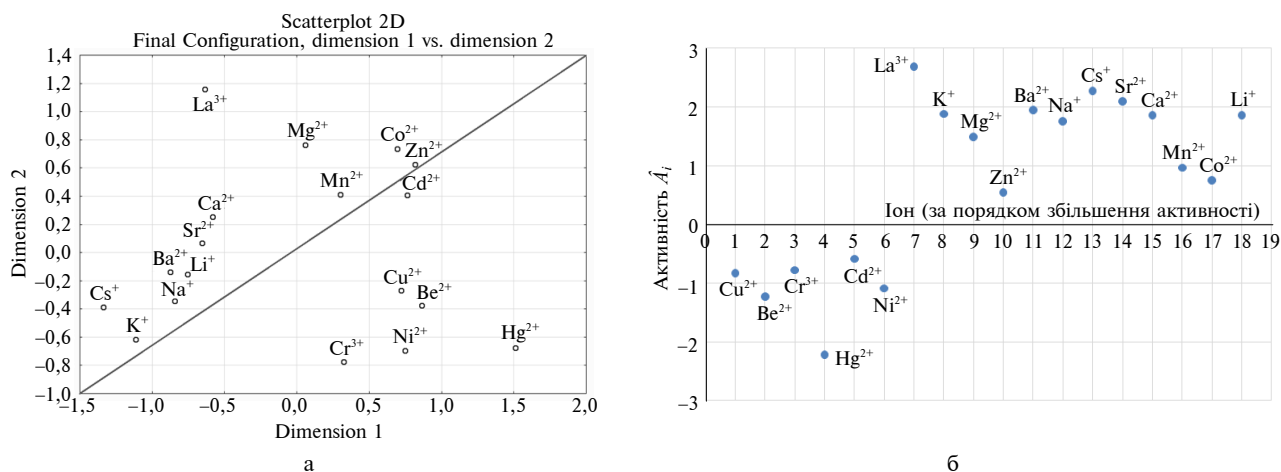 Scatterplot 2D
Final Configuration, dimension 1 vs. dimension 2
1,4
1,2
1,0
0,8
0,6
0,4
0,2
0,0
−0,2
−0,4
−0,6
−0,8
−1,0
Dimension 2
La³⁺
Mg²⁺
Co²⁺
Zn²⁺
Mn²⁺
Cd²⁺
Ca²⁺
Sr²⁺
Ba²⁺
Li⁺
Na⁺
Cs⁺
K⁺
Cu²⁺
Be²⁺
Ni²⁺
Hg²⁺
Cr³⁺
−1,5 −1,0 −0,5 0,0 0,5 1,0 1,5 2,0
Dimension 1
а
3
2
1
0
−1
−2
−3
Активність Âᵢ
La³⁺
K⁺
Mg²⁺
Zn²⁺
Ba²⁺
Na⁺
Cs⁺
Sr²⁺
Ca²⁺
Mn²⁺
Co²⁺
Li⁺
Іон (за порядком збільшення активності)
0 1 2 3 4 5 6 7 8 9 10 11 12 13 14 15 16 17 18 19
Cu²⁺
Be²⁺
Cr³⁺
Hg²⁺
Cd²⁺
Ni²⁺
б